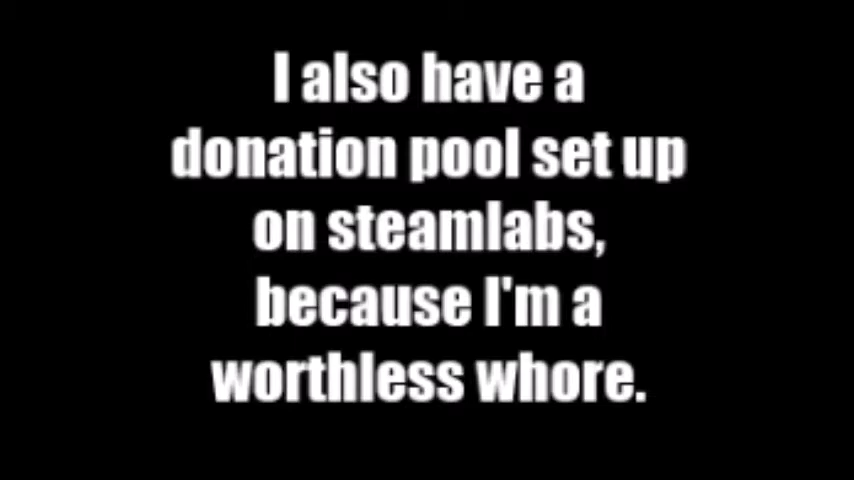 I also have a
donation pool set up
on steamlabs,
because I'm a
worthless whore.